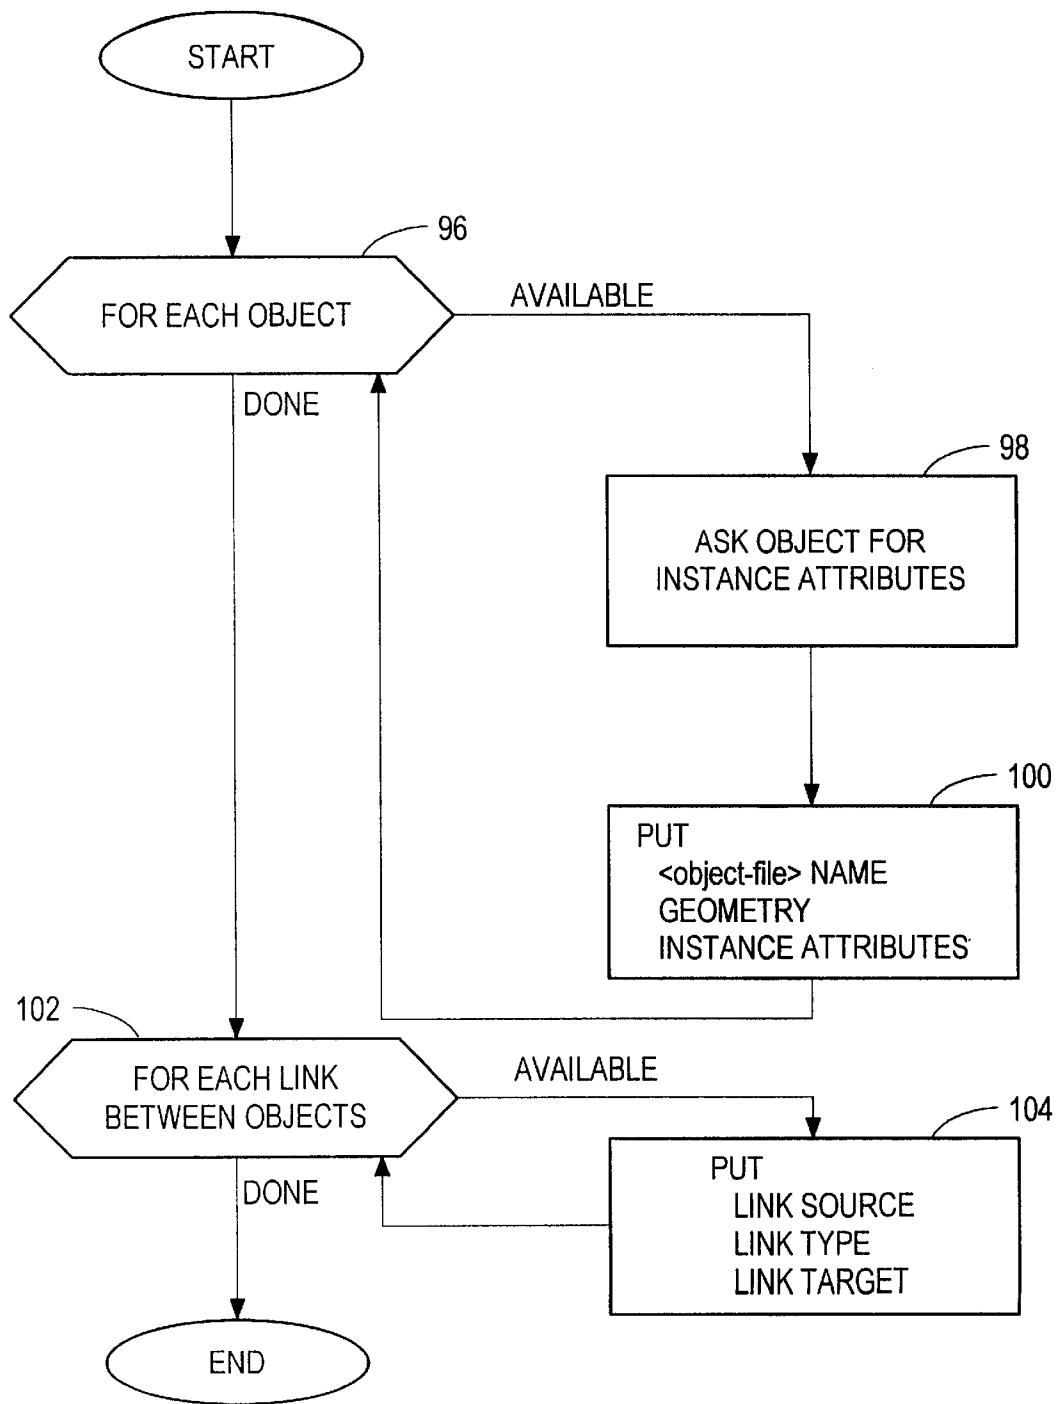 START
96
FOR EACH OBJECT
AVAILABLE
DONE
98
ASK OBJECT FOR
INSTANCE ATTRIBUTES
100
PUT
<object-file> NAME
GEOMETRY
INSTANCE ATTRIBUTES
102
FOR EACH LINK
BETWEEN OBJECTS
AVAILABLE
DONE
104
PUT
LINK SOURCE
LINK TYPE
LINK TARGET
END